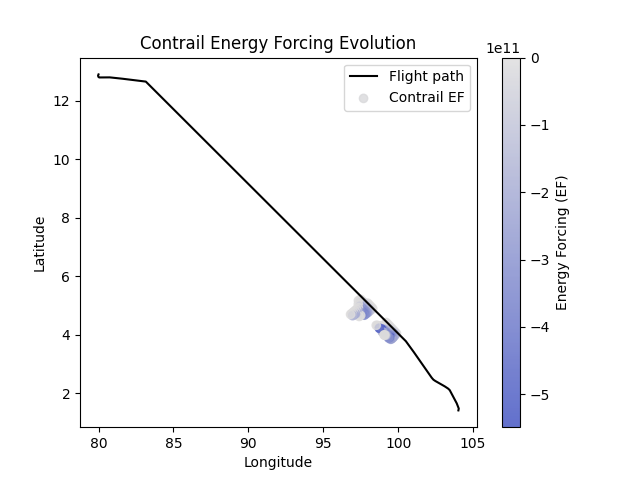 Contrail Energy Forcing Evolution
1e11
Flight path
Contrail EF
12
10
8
6
4
2
Latitude
80
85
90
95
100
105
Longitude
0
−1
−2
−3
−4
−5
Energy Forcing (EF)